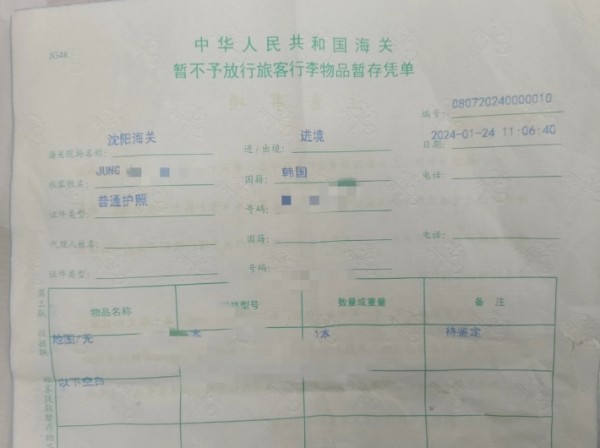 中华人民共和国海关
暂不予放行旅客行李物品暂存凭单
编号: 080720240000010
海关现场名称: 沈阳海关 进/出境: 进境 日期: 2024-01-24 11:06:40
旅客姓名: JUNG 国籍: 韩国 电话:
证件类型: 普通护照 号码:
代理人姓名: 国籍: 电话:
证件类型: 号码:
物品名称 型号 数量或重量 备注
地图/无 1本 待鉴定
以下空白